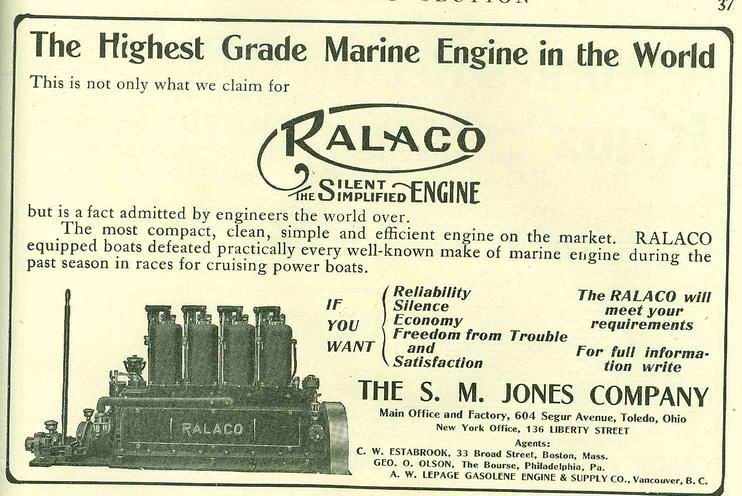 37
The Highest Grade Marine Engine in the World
This is not only what we claim for
RALACO
THE SILENT SIMPLIFIED ENGINE
but is a fact admitted by engineers the world over.
The most compact, clean, simple and efficient engine on the market. RALACO
equipped boats defeated practically every well-known make of marine engine during the
past season in races for cruising power boats.
IF
YOU
WANT
Reliability
Silence
Economy
Freedom from Trouble
and
Satisfaction
The RALACO will
meet your
requirements
For full informa-
tion write
RALACO
THE S. M. JONES COMPANY
Main Office and Factory, 604 Segur Avenue, Toledo, Ohio
New York Office, 136 LIBERTY STREET
Agents:
C. W. ESTABROOK, 33 Broad Street, Boston, Mass.
GEO. O. OLSON, The Bourse, Philadelphia, Pa.
A. W. LEPAGE GASOLENE ENGINE & SUPPLY CO., Vancouver, B. C.